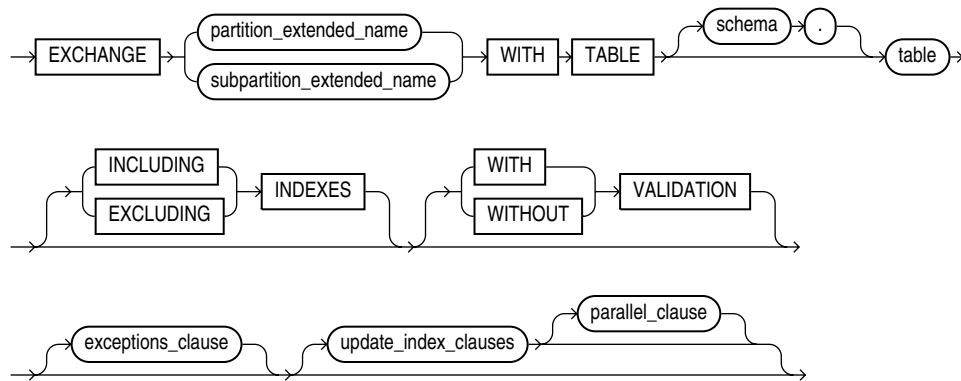 partition_extended_name
schema .
EXCHANGE WITH TABLE table
subpartition_extended_name
INCLUDING WITH
INDEXES VALIDATION
EXCLUDING WITHOUT
parallel_clause
exceptions_clause update_index_clauses